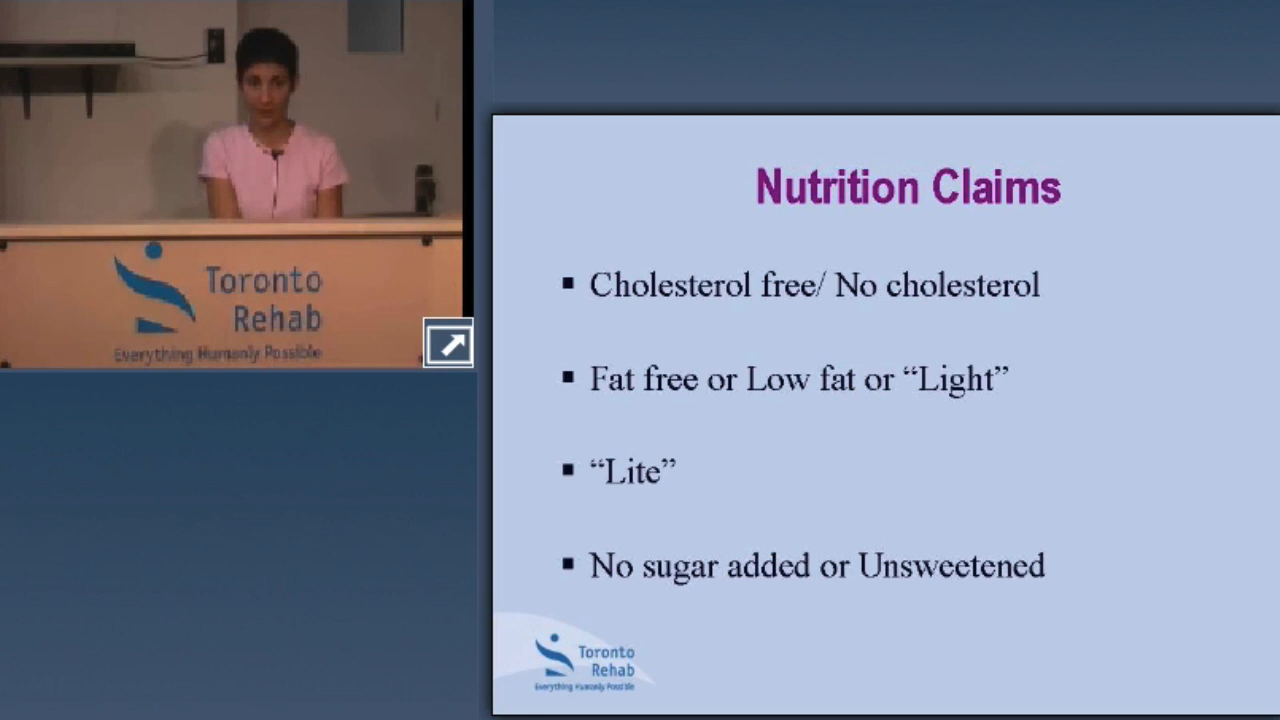 Toronto
Rehab
Everything Humanly Possible
Nutrition Claims
▪ Cholesterol free/ No cholesterol
▪ Fat free or Low fat or “Light”
▪ “Lite”
▪ No sugar added or Unsweetened
Toronto
Rehab
Everything Humanly Possible